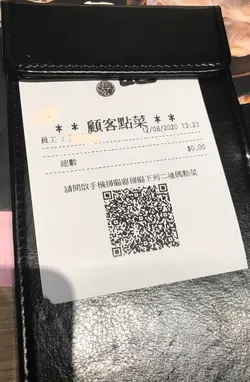 ** 顧客點菜 **
員工：
12/08/2020 13:23
總數 $0.00
請開啟手機掃瞄器掃瞄下列二維碼點菜